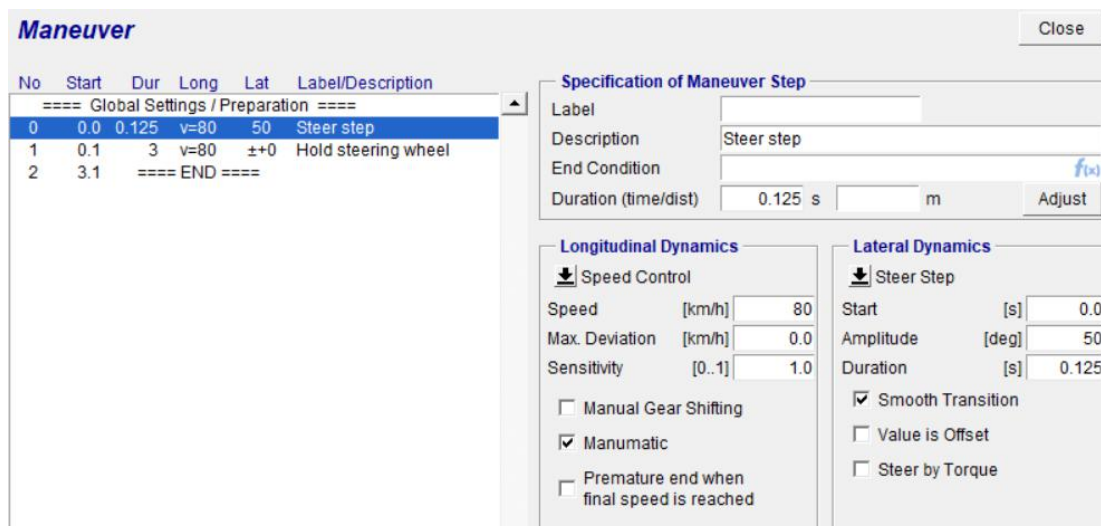 Maneuver
Close
No Start Dur Long Lat Label/Description
==== Global Settings / Preparation ====
0 0.0 0.125 v=80 50 Steer step
1 0.1 3 v=80 ±+0 Hold steering wheel
2 3.1 ==== END ====
Specification of Maneuver Step
Label
Description Steer step
End Condition f(x)
Duration (time/dist) 0.125 s m Adjust
Longitudinal Dynamics
Speed Control
Speed [km/h] 80
Max. Deviation [km/h] 0.0
Sensitivity [0..1] 1.0
Manual Gear Shifting
Manumatic
Premature end when
final speed is reached
Lateral Dynamics
Steer Step
Start [s] 0.0
Amplitude [deg] 50
Duration [s] 0.125
Smooth Transition
Value is Offset
Steer by Torque